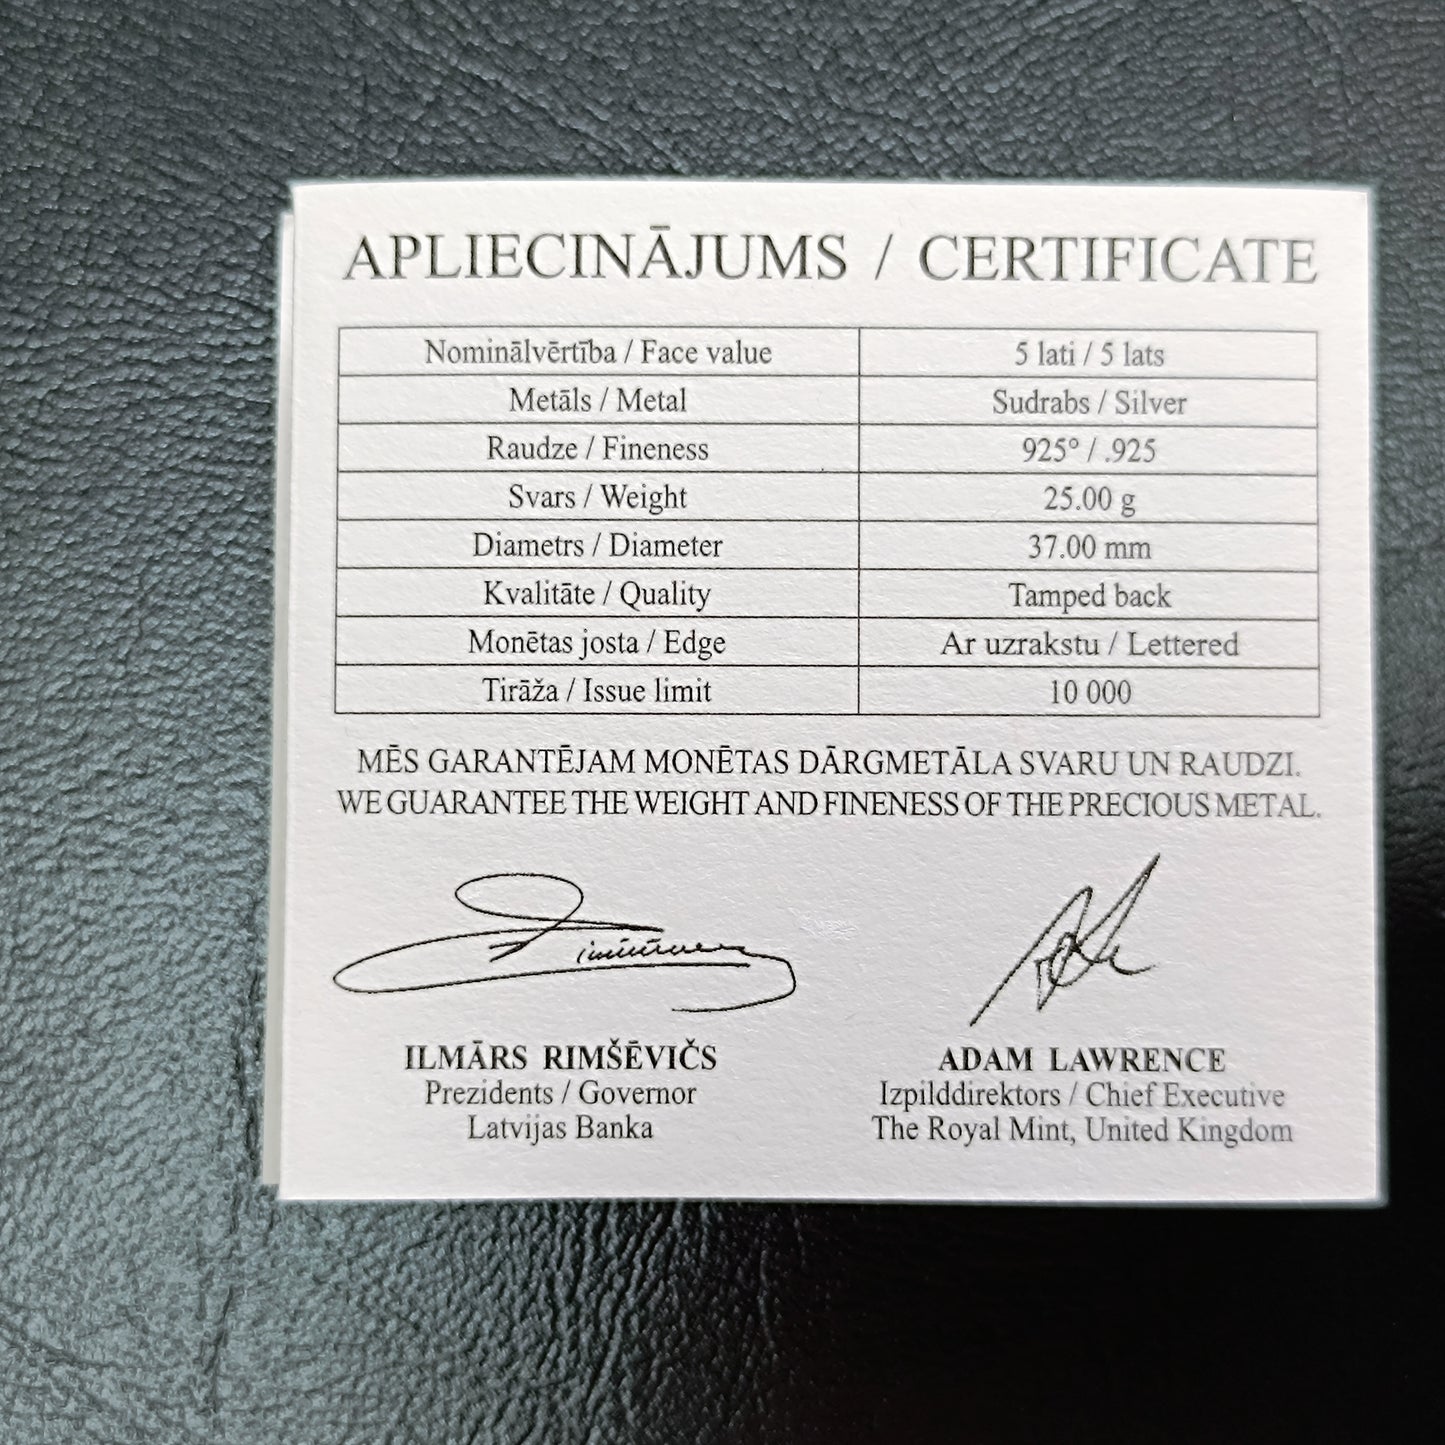 APLIECINĀJUMS / CERTIFICATE
Nominālvērtība / Face value 5 lati / 5 lats
Metāls / Metal Sudrabs / Silver
Raudze / Fineness 925° / .925
Svars / Weight 25.00 g
Diametrs / Diameter 37.00 mm
Kvalitāte / Quality Tamped back
Monētas josta / Edge Ar uzrakstu / Lettered
Tirāža / Issue limit 10 000
MĒS GARANTĒJAM MONĒTAS DĀRGMETĀLA SVARU UN RAUDZI.
WE GUARANTEE THE WEIGHT AND FINENESS OF THE PRECIOUS METAL.
ILMĀRS RIMŠĒVIČS
Prezidents / Governor
Latvijas Banka
ADAM LAWRENCE
Izpilddirektors / Chief Executive
The Royal Mint, United Kingdom